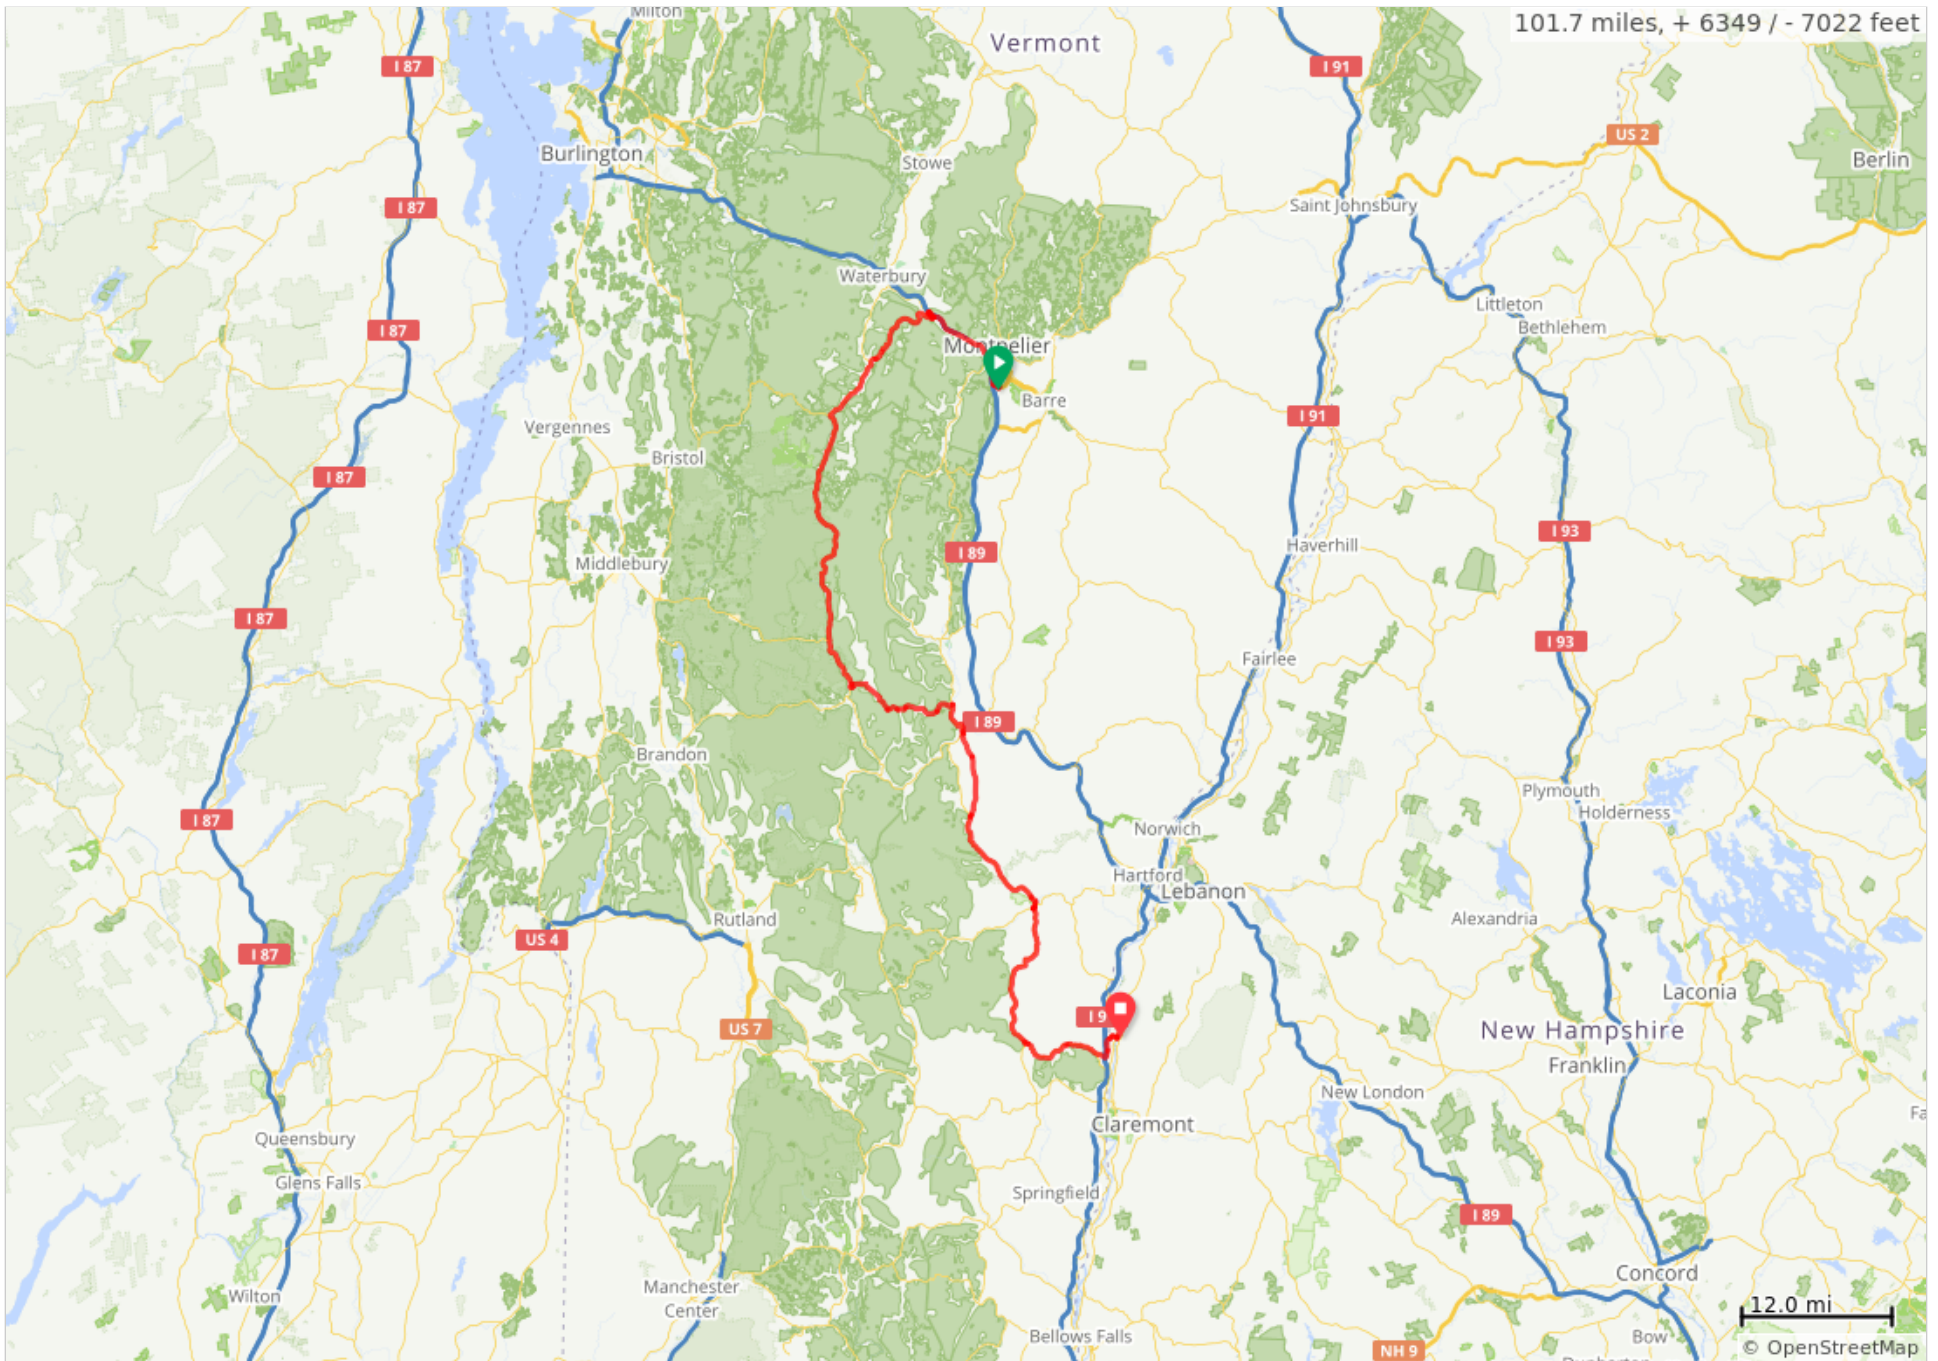 Milton
101.7 miles, + 6349 / - 7022 feet
Vermont
I 87
I 91
US 2
Burlington
Stowe
Berlin
I 87
Saint Johnsbury
Waterbury
Littleton
I 87
Bethlehem
Montpelier
Barre
I 91
Vergennes
Bristol
I 87
I 93
Haverhill
I 89
Middlebury
I 87
I 93
Fairlee
I 89
Brandon
Plymouth
Holderness
I 87
Norwich
Hartford
Lebanon
Rutland
Alexandria
US 4
I 87
Laconia
I 9
US 7
New Hampshire
Franklin
New London
Fa
Claremont
Queensbury
Glens Falls
Springfield
I 89
Concord
Manchester
Center
Wilton
12.0 mi
Bellows Falls
Bow
NH 9
© OpenStreetMap